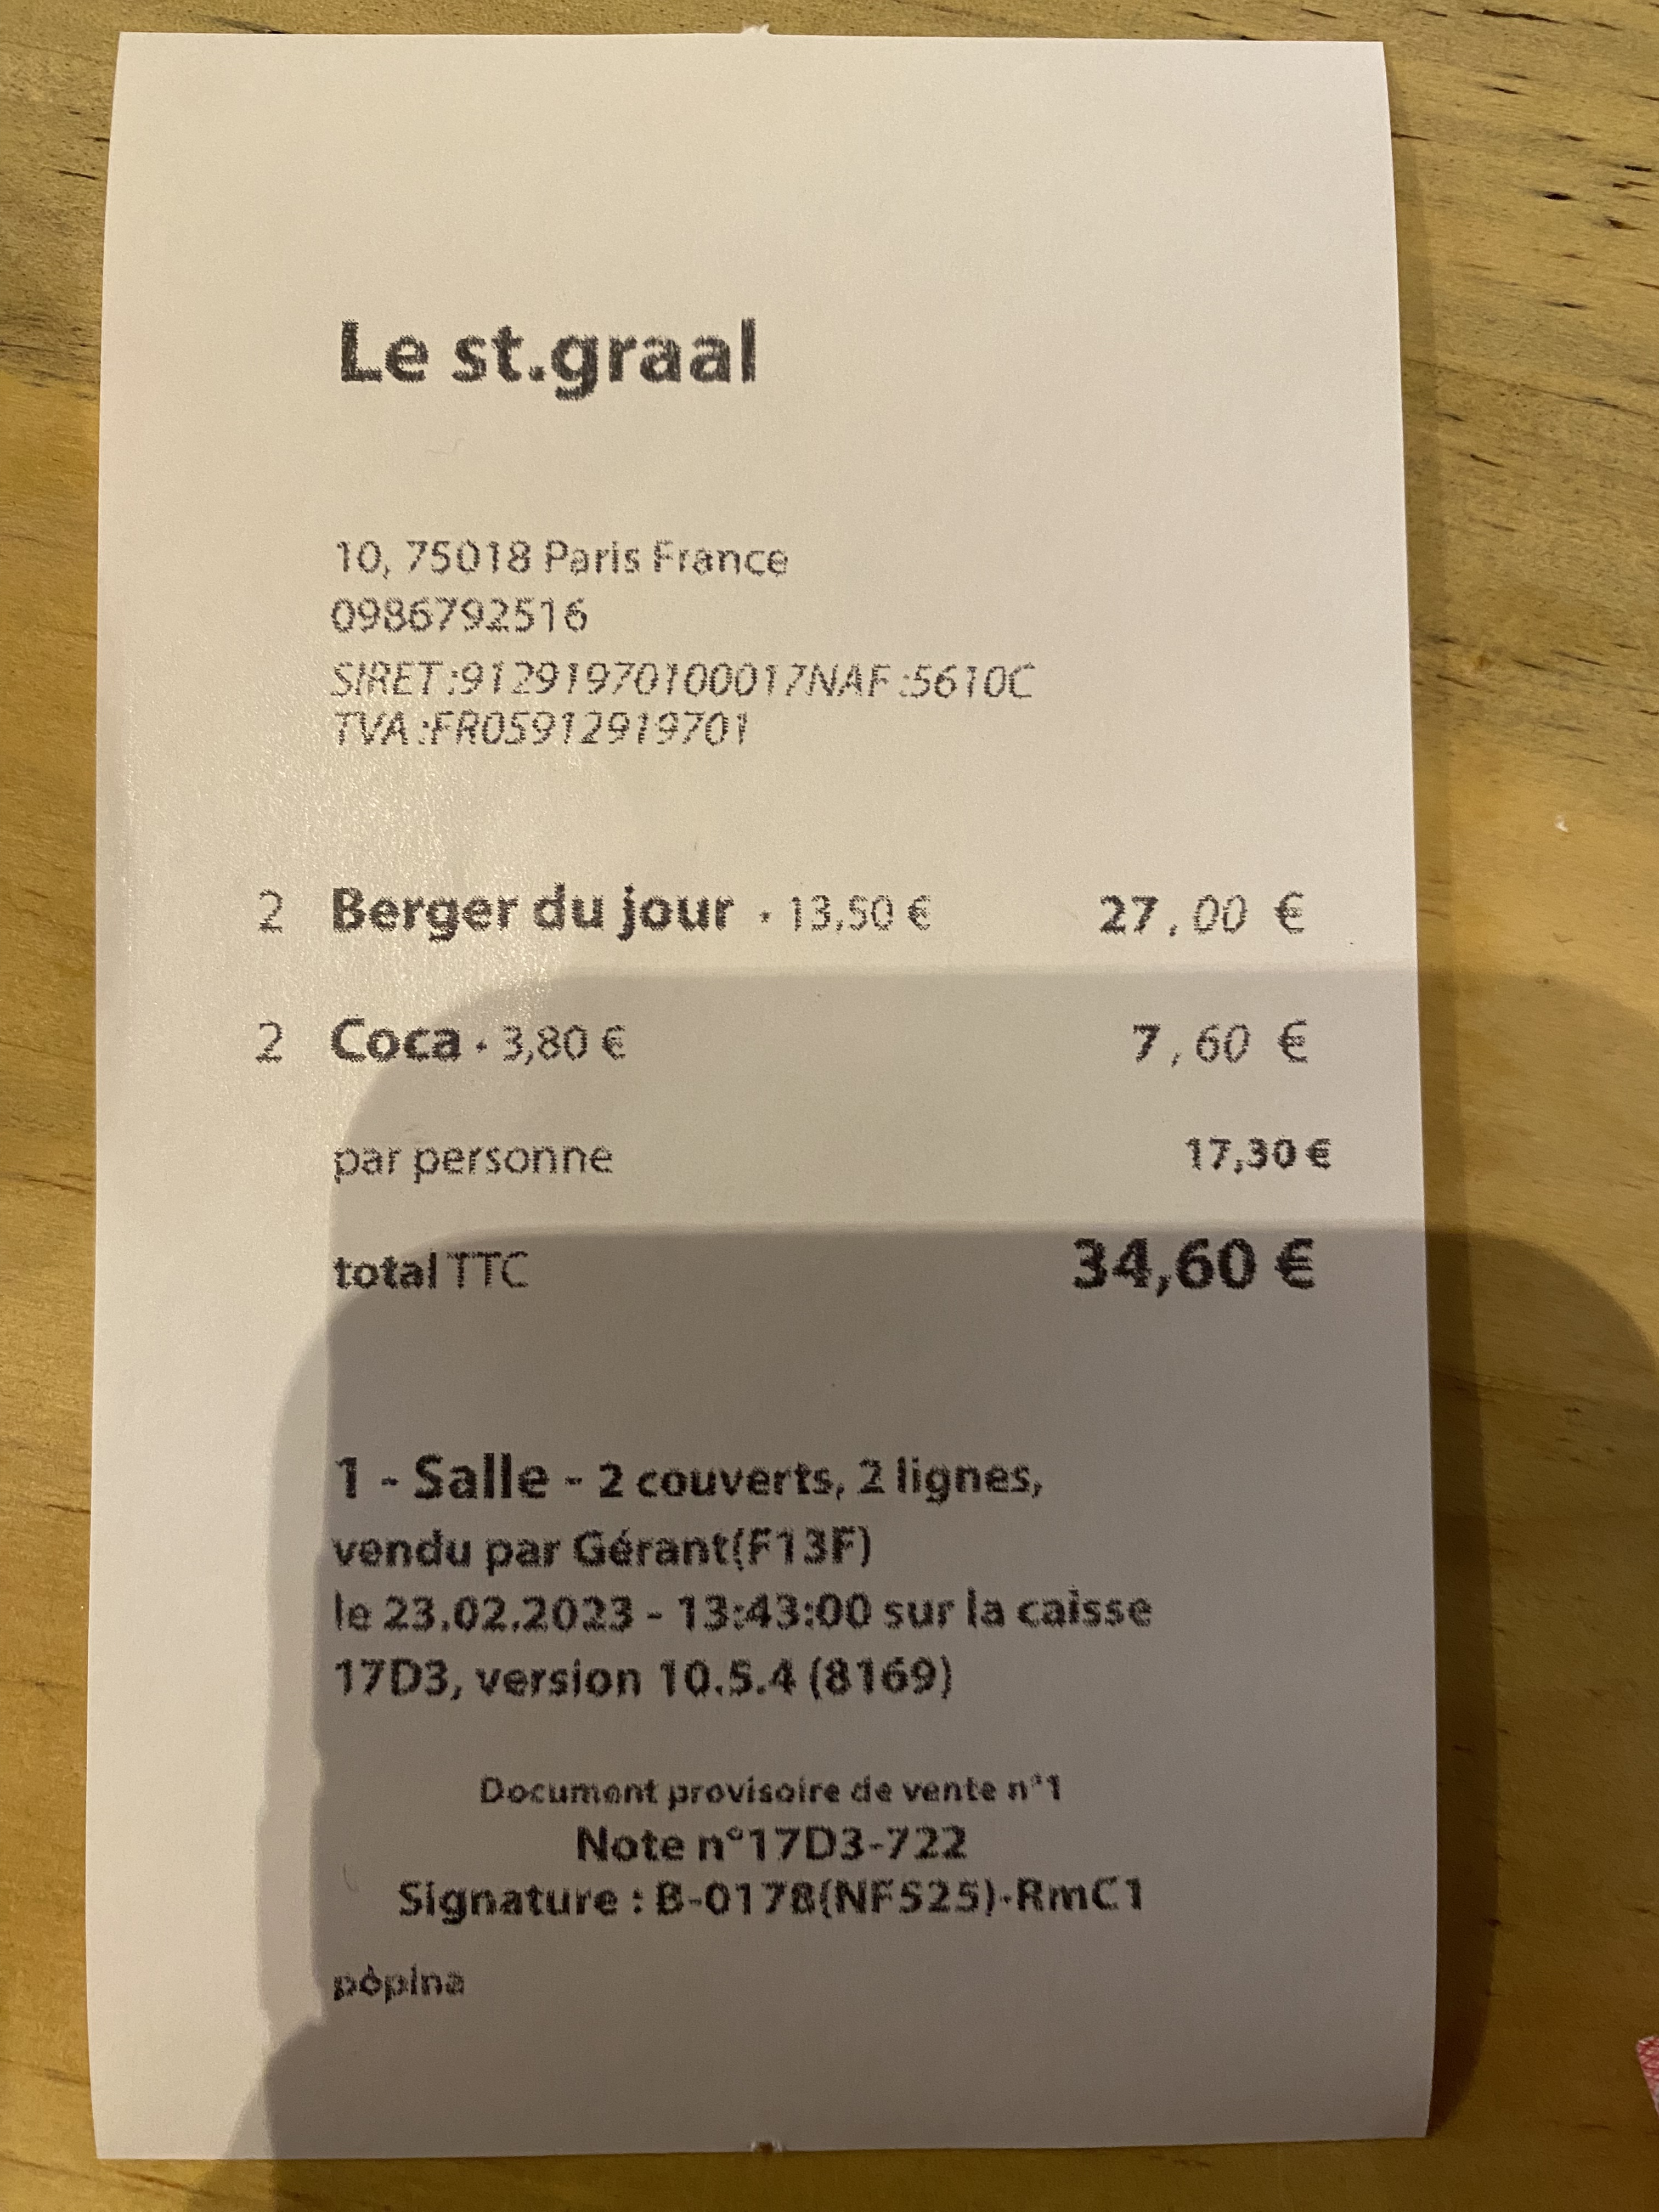 Le st.graal
10, 75018 Paris France
0986792516
SIRET :91291970100017NAF :5610C
TVA :FR05912919701
2 Berger du jour · 13,50 € 27,00 €
2 Coca · 3,80 € 7,60 €
par personne 17,30 €
total TTC 34,60 €
1 - Salle - 2 couverts, 2 lignes,
vendu par Gérant(F13F)
le 23.02.2023 - 13:43:00 sur la caisse
17D3, version 10.5.4 (8169)
Document provisoire de vente n°1
Note n°17D3-722
Signature : B-0178(NF525)-RmC1
pòpina